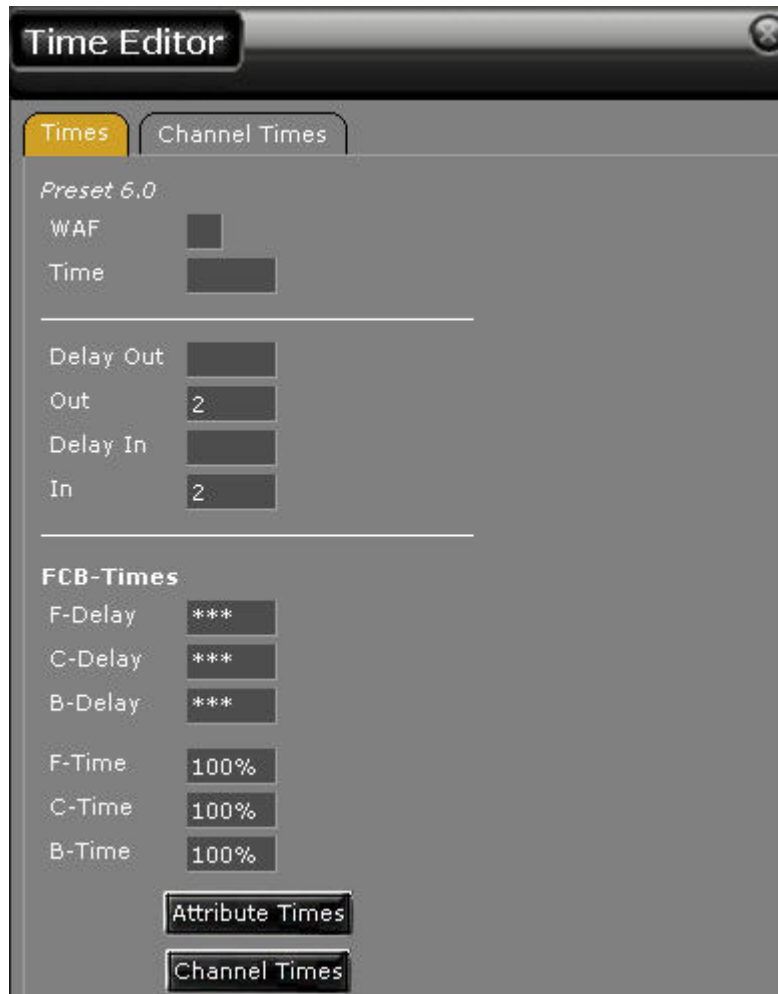 Time Editor
Times Channel Times
Preset 6.0
WAF
Time
Delay Out
Out 2
Delay In
In 2
FCB-Times
F-Delay ***
C-Delay ***
B-Delay ***
F-Time 100%
C-Time 100%
B-Time 100%
Attribute Times
Channel Times